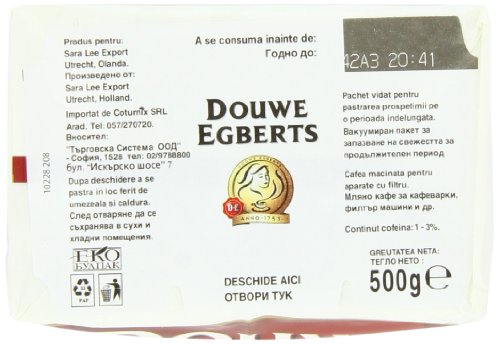 Produs pentru:
Sara Lee Export
Utrecht, Olanda.
Произведено от:
Sara Lee Export
Utrecht, Holland.
Importat de Coturnix SRL
Arad. Tel: 057/270720.
Вносител:
"Търговска Система ООД"
- София, 1528 тел: 02/9788800
бул. "Искърско шосе" 7
Dupa deschidere a se
pastra in loc ferit de
umezeala si caldura.
След отваряне да се
съхранява в сухи и
хладни помещения.
10228 208
ЕКО
БУЛПАК
PAP
A se consuma inainte de:
Годно до:
42A3 20:41
DOUWE
EGBERTS
D·E
ANNO 1753
DESCHIDE AICI
ОТВОРИ ТУК
Pachet vidat pentru
pastrarea prospetimii pe
o perioada indelungata.
Вакуумиран пакет за
запазване на свежестта за
продължителен период
Cafea macinata pentru
aparate cu filtru.
Мляно кафе за кафеварки,
филтър машини и др.
Continut cofeina: 1 - 3%.
GREUTATEA NETA:
ТЕГЛО НЕТО:
500g e